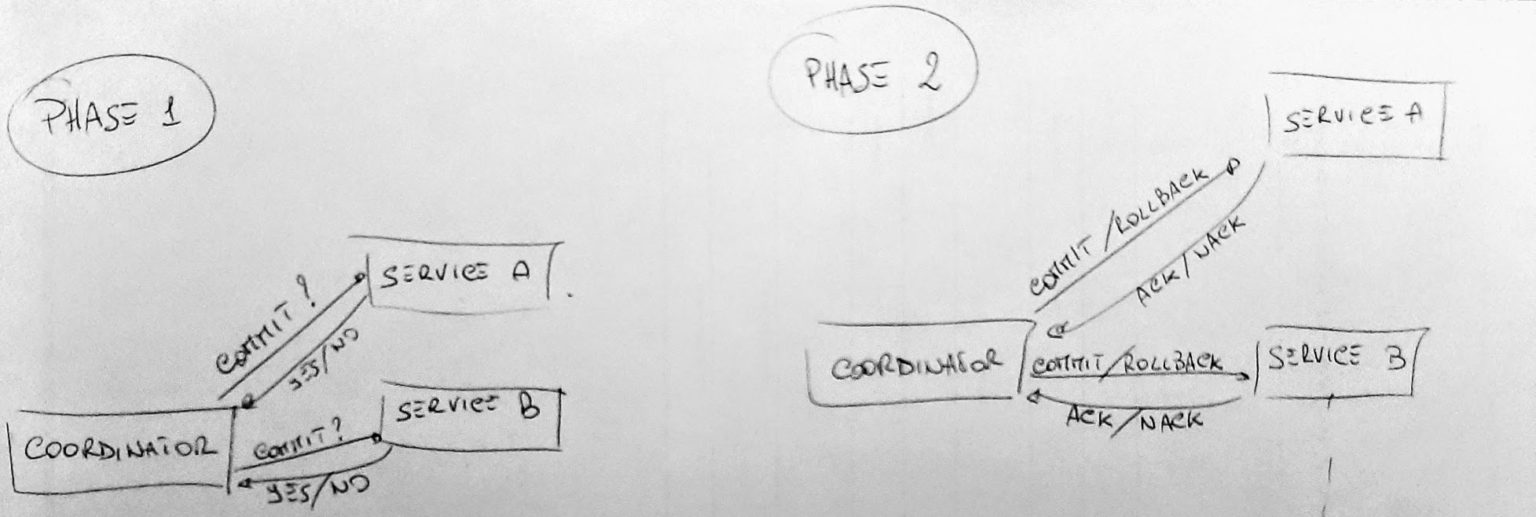 PHASE 1
COMMIT?
YES/NO
SERVICE A
COORDINATOR
COMMIT?
YES/NO
SERVICE B
PHASE 2
COMMIT/ROLLBACK
ACK/NACK
SERVICE A
COORDINATOR
COMMIT/ROLLBACK
ACK/NACK
SERVICE B